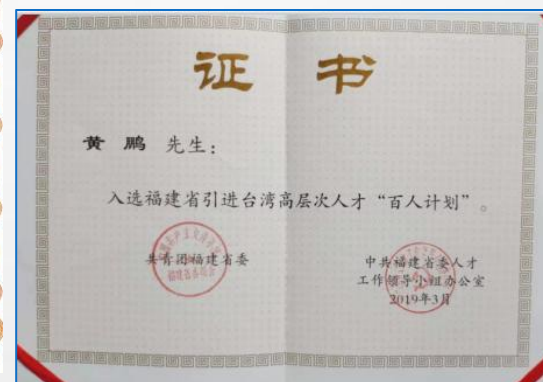 证 书
黄 鹏 先生：
入选福建省引进台湾高层次人才“百人计划”。
共青团福建省委
中共福建省委人才
工作领导小组办公室
2019年3月